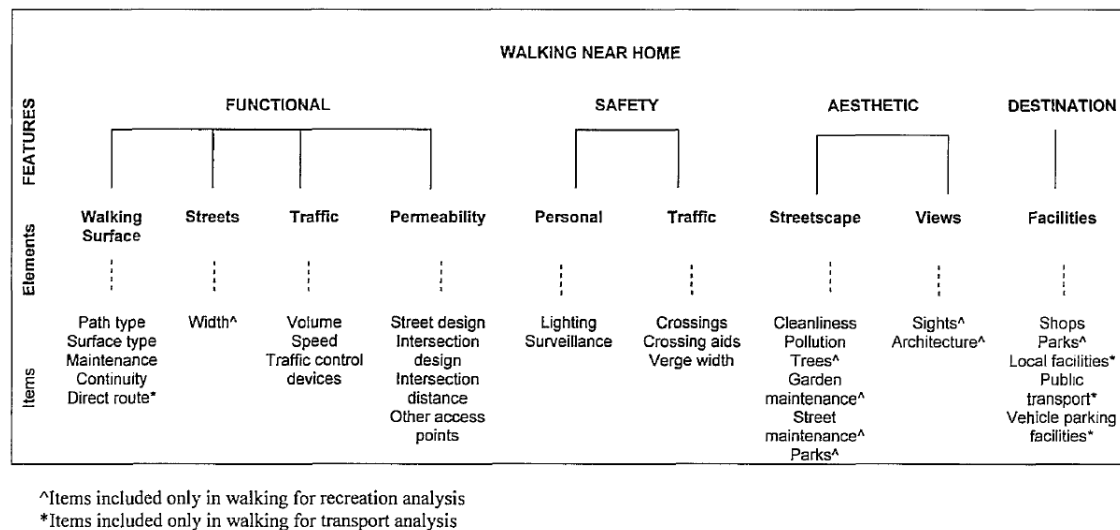 WALKING NEAR HOME
FEATURES
FUNCTIONAL
SAFETY
AESTHETIC
DESTINATION
Elements
Walking
Surface
Streets
Traffic
Permeability
Personal
Traffic
Streetscape
Views
Facilities
Items
Path type
Surface type
Maintenance
Continuity
Direct route*
Width^
Volume
Speed
Traffic control
devices
Street design
Intersection
design
Intersection
distance
Other access
points
Lighting
Surveillance
Crossings
Crossing aids
Verge width
Cleanliness
Pollution
Trees^
Garden
maintenance^
Street
maintenance^
Parks^
Sights^
Architecture^
Shops
Parks^
Local facilities*
Public
transport*
Vehicle parking
facilities*
^Items included only in walking for recreation analysis
*Items included only in walking for transport analysis